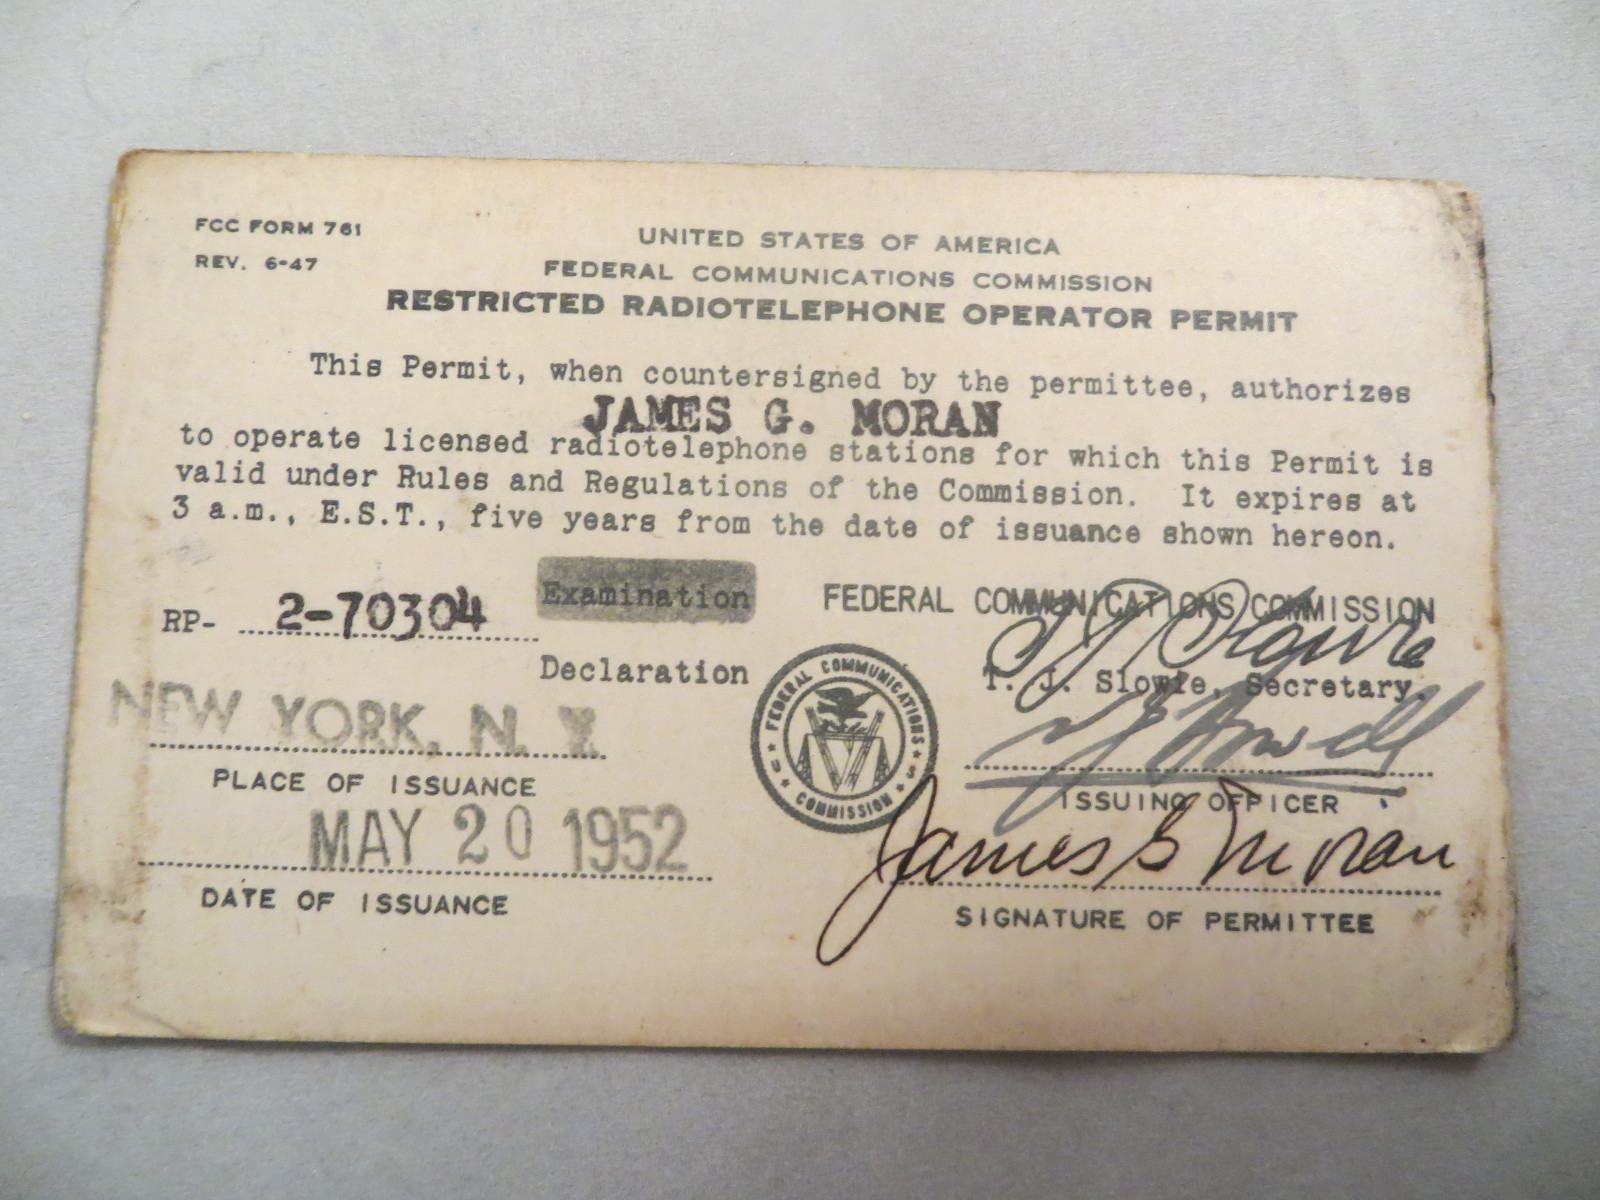 FCC FORM 761
REV. 6-47
UNITED STATES OF AMERICA
FEDERAL COMMUNICATIONS COMMISSION
RESTRICTED RADIOTELEPHONE OPERATOR PERMIT
This Permit, when countersigned by the permittee, authorizes
JAMES G. MORAN
to operate licensed radiotelephone stations for which this Permit is
valid under Rules and Regulations of the Commission. It expires at
3 a.m., E.S.T., five years from the date of issuance shown hereon.
RP- 2-70304
Examination
Declaration
NEW YORK, N. Y
PLACE OF ISSUANCE
MAY 20 1952
DATE OF ISSUANCE
FEDERAL COMMUNICATIONS COMMISSION
U S
FEDERAL COMMUNICATIONS COMMISSION
T. J. Slowie
T. J. Slowie, Secretary.
ISSUING OFFICER
James G Moran
SIGNATURE OF PERMITTEE